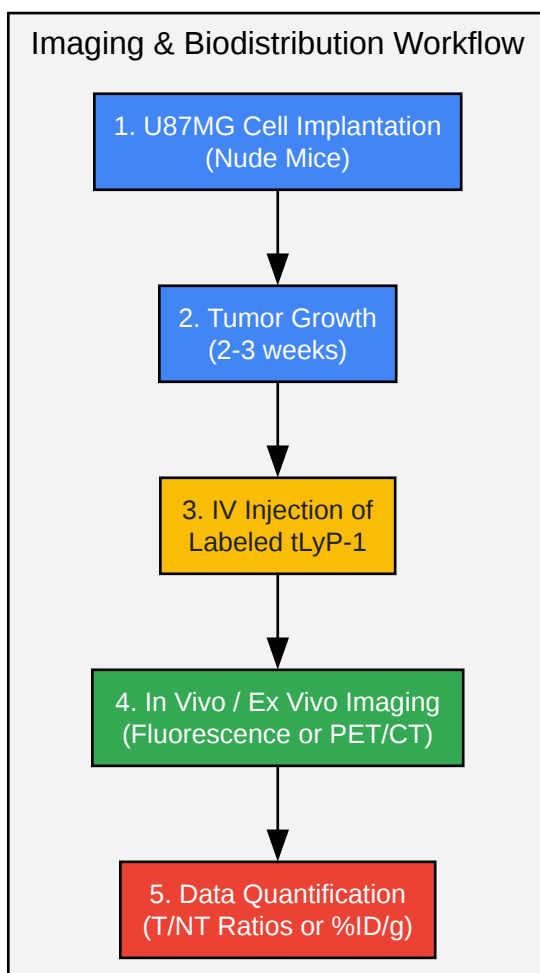 Imaging & Biodistribution Workflow
1. U87MG Cell Implantation
(Nude Mice)
2. Tumor Growth
(2-3 weeks)
3. IV Injection of
Labeled tLyP-1
4. In Vivo / Ex Vivo Imaging
(Fluorescence or PET/CT)
5. Data Quantification
(T/NT Ratios or %ID/g)